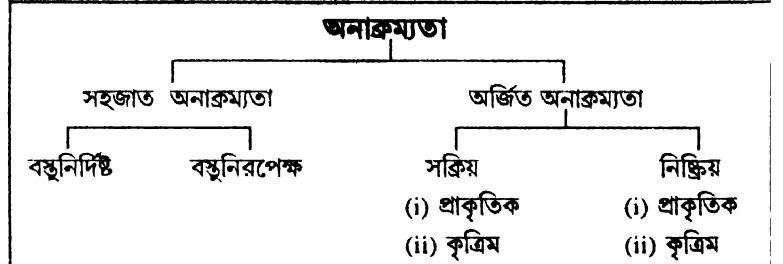 অনাক্রম্যতা
সহজাত অনাক্রম্যতা অর্জিত অনাক্রম্যতা
বস্তুনির্দিষ্ট বস্তুনিরপেক্ষ সক্রিয় নিষ্ক্রিয়
(i) প্রাকৃতিক (i) প্রাকৃতিক
(ii) কৃত্রিম (ii) কৃত্রিম